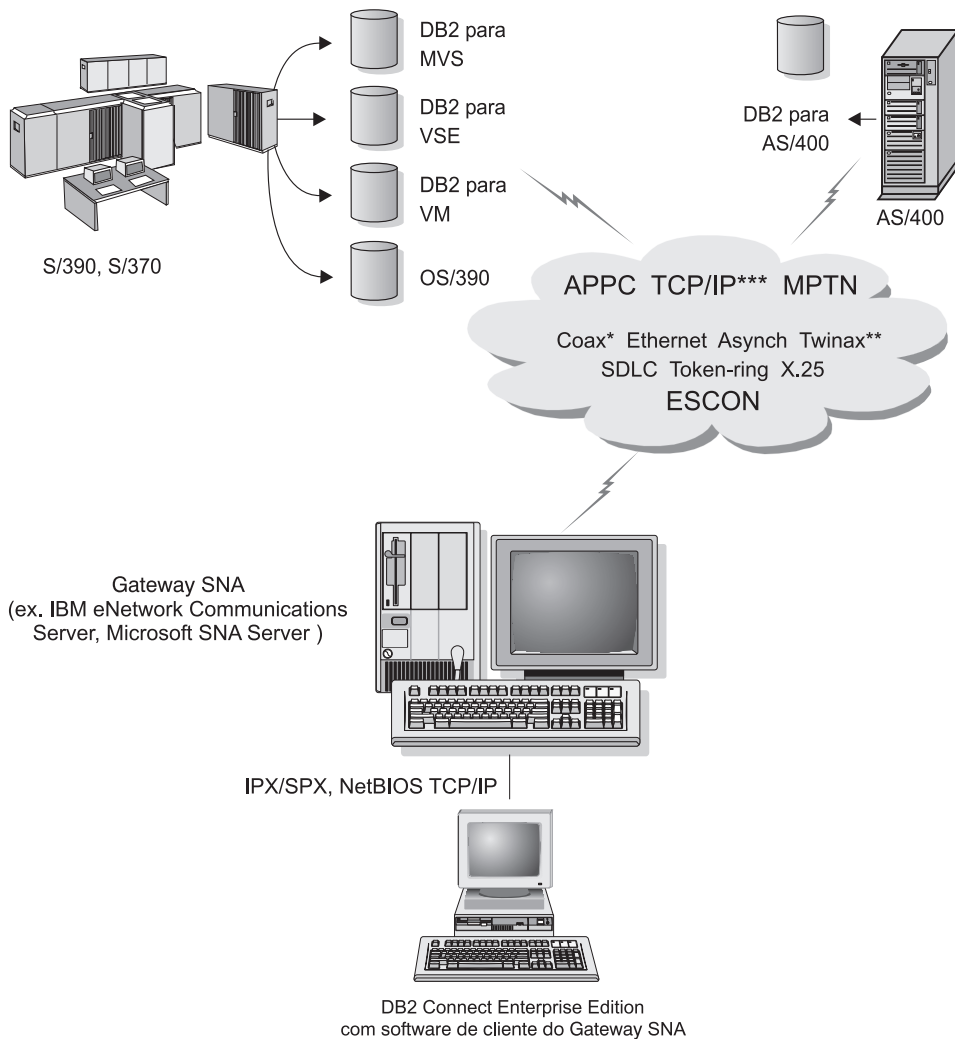 DB2 para
MVS
DB2 para
VSE
DB2 para
VM
OS/390
S/390, S/370
DB2 para
AS/400
AS/400
APPC TCP/IP*** MPTN
Coax* Ethernet Asynch Twinax**
SDLC Token-ring X.25
ESCON
Gateway SNA
(ex. IBM eNetwork Communications
Server, Microsoft SNA Server )
IPX/SPX, NetBIOS TCP/IP
DB2 Connect Enterprise Edition
com software de cliente do Gateway SNA